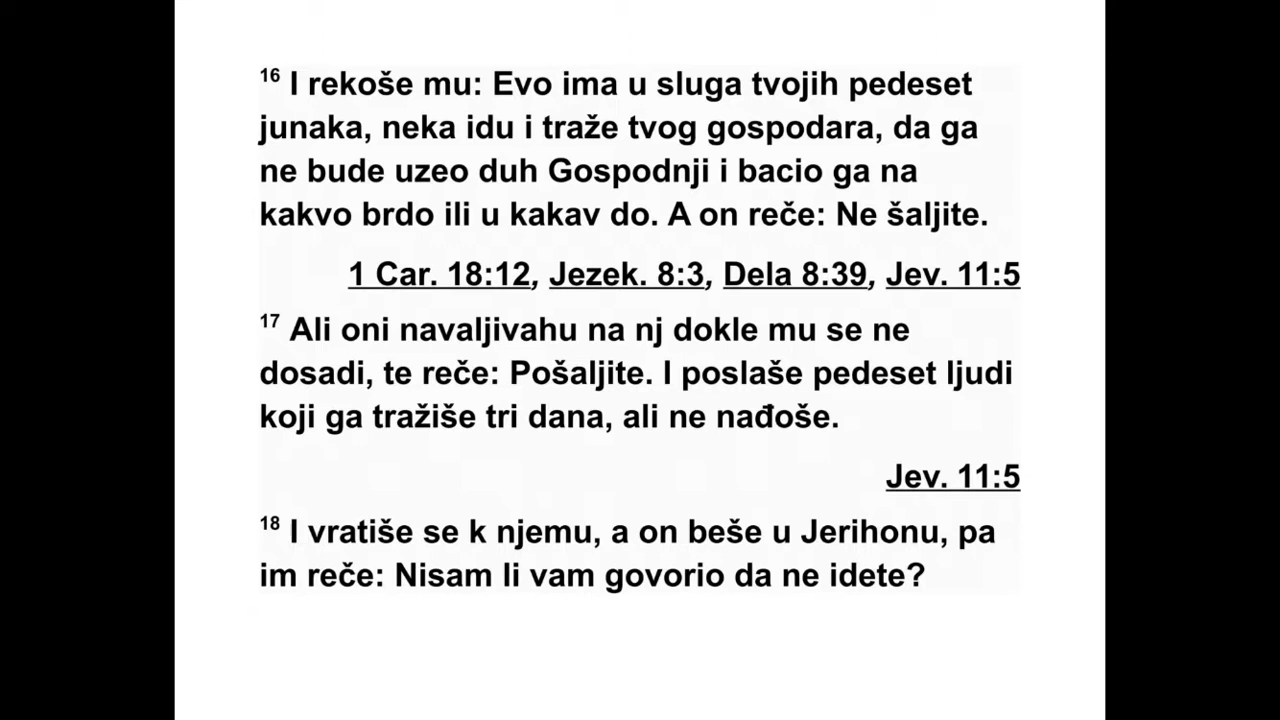 16 I rekoše mu: Evo ima u sluga tvojih pedeset
junaka, neka idu i traže tvog gospodara, da ga
ne bude uzeo duh Gospodnji i bacio ga na
kakvo brdo ili u kakav do. A on reče: Ne šaljite.
1 Car. 18:12, Jezek. 8:3, Dela 8:39, Jev. 11:5
17 Ali oni navaljivahu na nj dokle mu se ne
dosadi, te reče: Pošaljite. I poslaše pedeset ljudi
koji ga tražiše tri dana, ali ne nađoše.
Jev. 11:5
18 I vratiše se k njemu, a on beše u Jerihonu, pa
im reče: Nisam li vam govorio da ne idete?